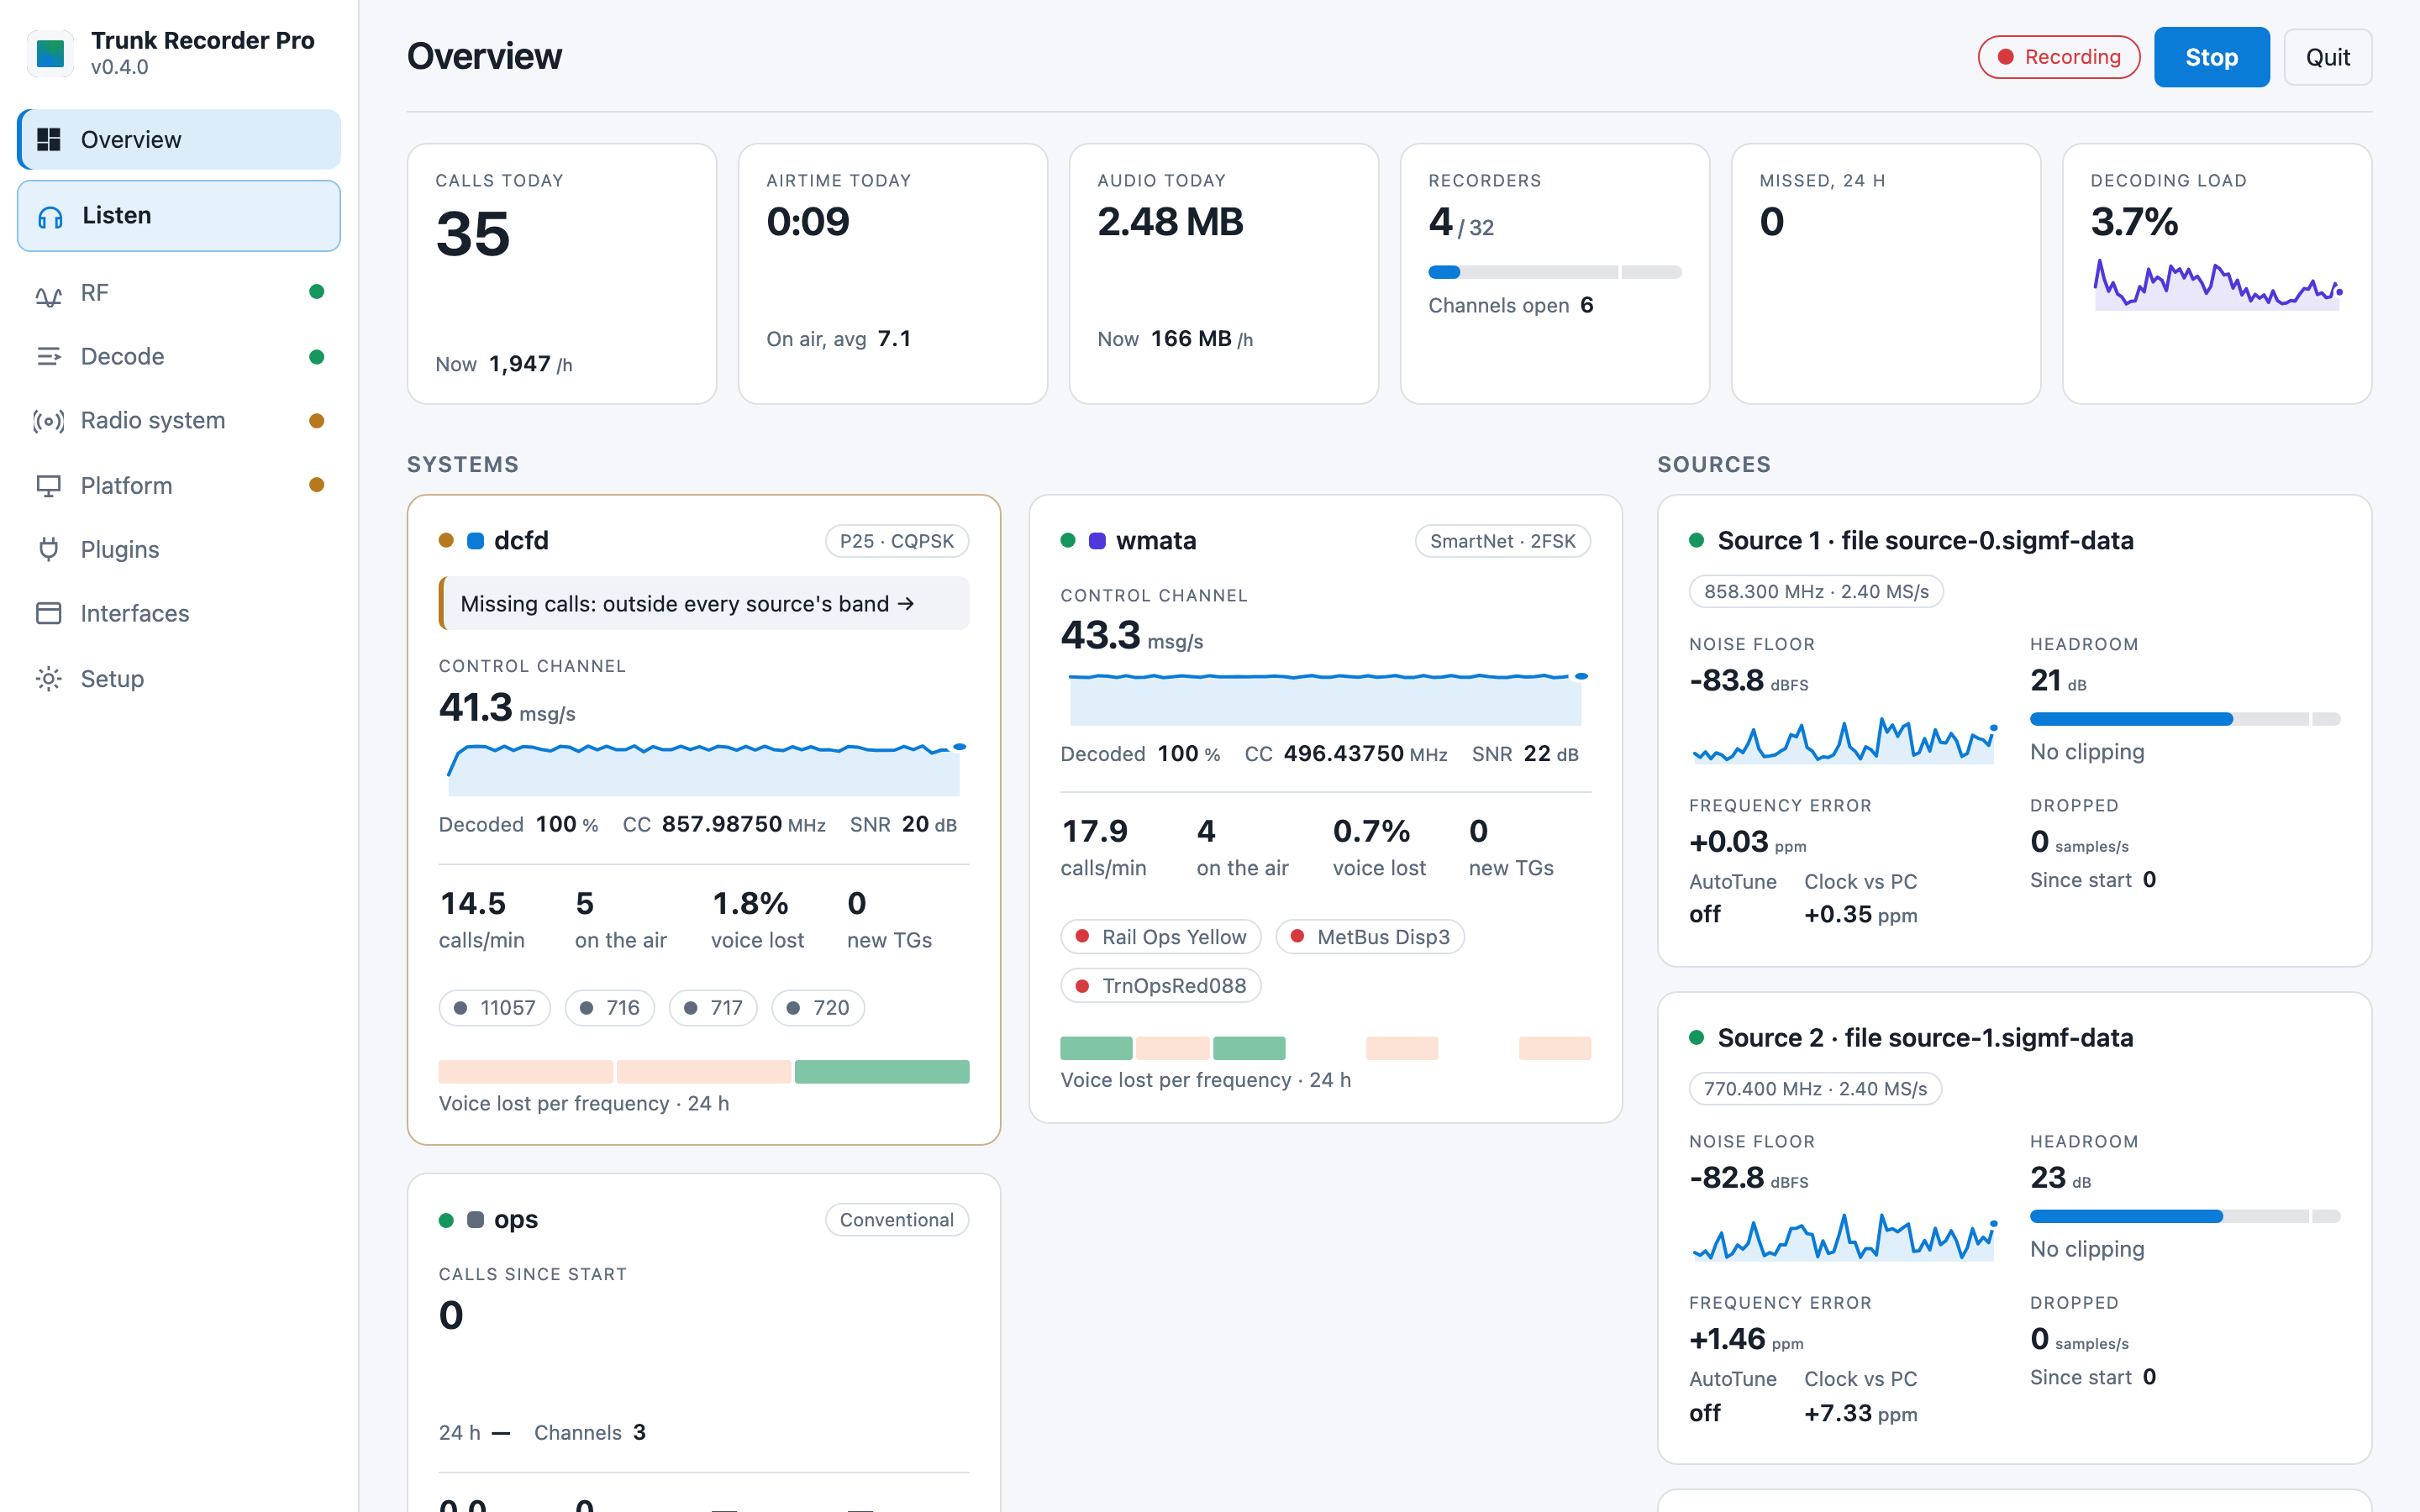 Trunk Recorder Pro
v0.4.0
Overview
Listen
RF
Decode
Radio system
Platform
Plugins
Interfaces
Setup
Overview
Recording
Stop
Quit
CALLS TODAY
35
Now 1,947 /h
AIRTIME TODAY
0:09
On air, avg 7.1
AUDIO TODAY
2.48 MB
Now 166 MB /h
RECORDERS
4 / 32
Channels open 6
MISSED, 24 H
0
DECODING LOAD
3.7%
SYSTEMS
dcfd
P25 · CQPSK
Missing calls: outside every source's band →
CONTROL CHANNEL
41.3 msg/s
Decoded 100 % CC 857.98750 MHz SNR 20 dB
14.5 5 1.8% 0
calls/min on the air voice lost new TGs
11057 716 717 720
Voice lost per frequency · 24 h
wmata
SmartNet · 2FSK
CONTROL CHANNEL
43.3 msg/s
Decoded 100 % CC 496.43750 MHz SNR 22 dB
17.9 4 0.7% 0
calls/min on the air voice lost new TGs
Rail Ops Yellow MetBus Disp3
TrnOpsRed088
Voice lost per frequency · 24 h
ops
Conventional
CALLS SINCE START
0
24 h — Channels 3
SOURCES
Source 1 · file source-0.sigmf-data
858.300 MHz · 2.40 MS/s
NOISE FLOOR
-83.8 dBFS
HEADROOM
21 dB
No clipping
FREQUENCY ERROR
+0.03 ppm
AutoTune Clock vs PC
off +0.35 ppm
DROPPED
0 samples/s
Since start 0
Source 2 · file source-1.sigmf-data
770.400 MHz · 2.40 MS/s
NOISE FLOOR
-82.8 dBFS
HEADROOM
23 dB
No clipping
FREQUENCY ERROR
+1.46 ppm
AutoTune Clock vs PC
off +7.33 ppm
DROPPED
0 samples/s
Since start 0